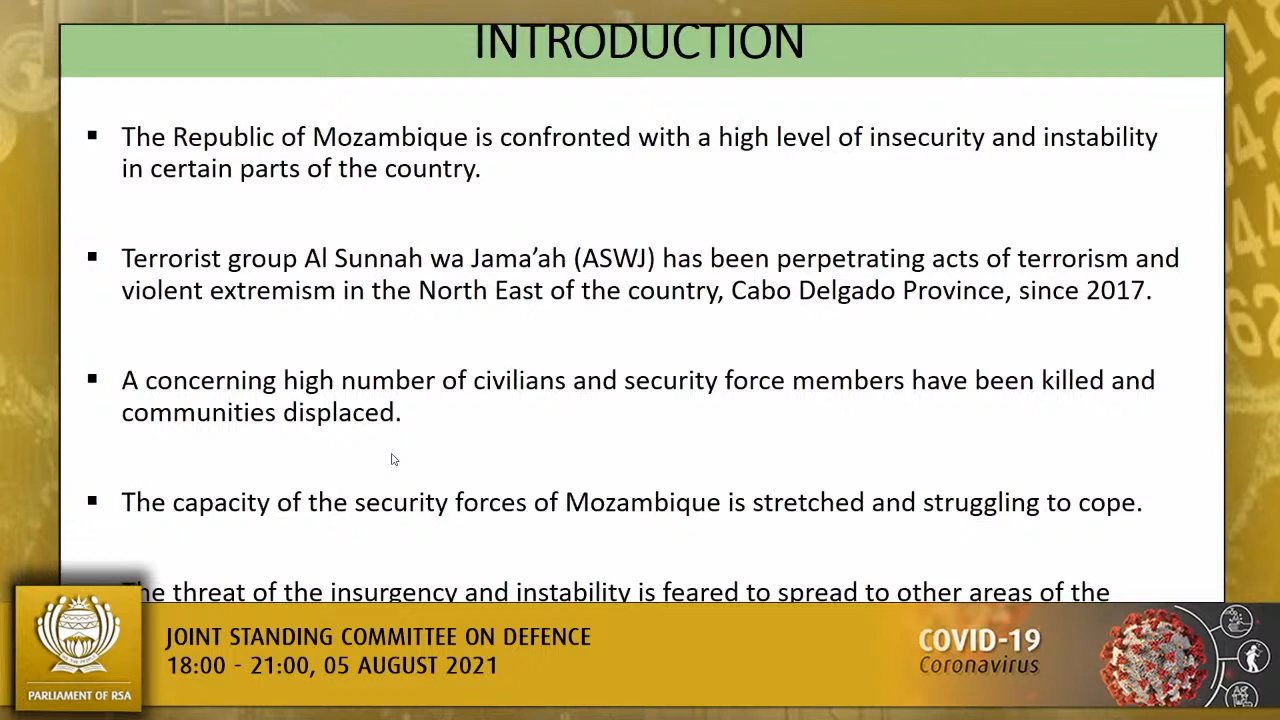 INTRODUCTION
▪ The Republic of Mozambique is confronted with a high level of insecurity and instability
in certain parts of the country.
▪ Terrorist group Al Sunnah wa Jama’ah (ASWJ) has been perpetrating acts of terrorism and
violent extremism in the North East of the country, Cabo Delgado Province, since 2017.
▪ A concerning high number of civilians and security force members have been killed and
communities displaced.
▪ The capacity of the security forces of Mozambique is stretched and struggling to cope.
The threat of the insurgency and instability is feared to spread to other areas of the
JOINT STANDING COMMITTEE ON DEFENCE
18:00 - 21:00, 05 AUGUST 2021
PARLIAMENT OF RSA
COVID-19
Coronavirus